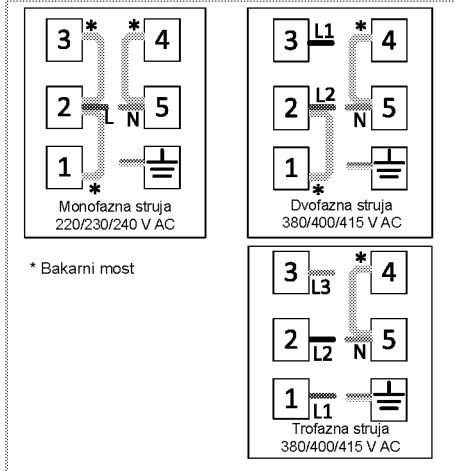 3 * * 4
2 L N 5
1 *
Monofazna struja
220/230/240 V AC
3 L1 * 4
2 L2 N 5
1 *
Dvofazna struja
380/400/415 V AC
* Bakarni most
3 L3 * 4
2 L2 N 5
1 L1
Trofazna struja
380/400/415 V AC